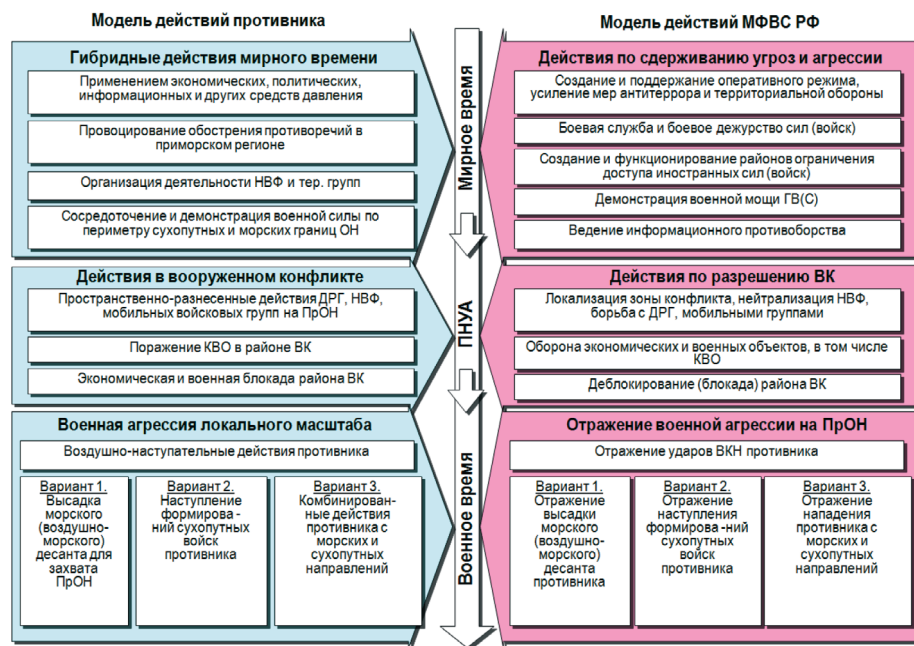 Модель действий противника
Гибридные действия мирного времени
Применением экономических, политических,
информационных и других средств давления
Провоцирование обострения противоречий в
приморском регионе
Организация деятельности НВФ и тер. групп
Сосредоточение и демонстрация военной силы по
периметру сухопутных и морских границ ОН
Действия в вооруженном конфликте
Пространственно-разнесенные действия ДРГ, НВФ,
мобильных войсковых групп на ПрОН
Поражение КВО в районе ВК
Экономическая и военная блокада района ВК
Военная агрессия локального масштаба
Воздушно-наступательные действия противника
Вариант 1.
Высадка
морского
(воздушно-
морского)
десанта для
захвата
ПрОН
Вариант 2.
Наступление
формирова -
ний сухопутных
войск
противника
Вариант 3.
Комбинирован-
ные действия
противника с
морских и
сухопутных
направлений
Мирное время
ПНУА
Военное время
Модель действий МФВС РФ
Действия по сдерживанию угроз и агрессии
Создание и поддержание оперативного режима,
усиление мер антитеррора и территориальной обороны
Боевая служба и боевое дежурство сил (войск)
Создание и функционирование районов ограничения
доступа иностранных сил (войск)
Демонстрация военной мощи ГВ(С)
Ведение информационного противоборства
Действия по разрешению ВК
Локализация зоны конфликта, нейтрализация НВФ,
борьба с ДРГ, мобильными группами
Оборона экономических и военных объектов, в том числе
КВО
Деблокирование (блокада) района ВК
Отражение военной агрессии на ПрОН
Отражение ударов ВКН противника
Вариант 1.
Отражение
высадки
морского
(воздушно-
морского)
десанта
противника
Вариант 2.
Отражение
наступления
формирова -ний
сухопутных
войск
противника
Вариант 3.
Отражение
нападения
противника с
морских и
сухопутных
направлений